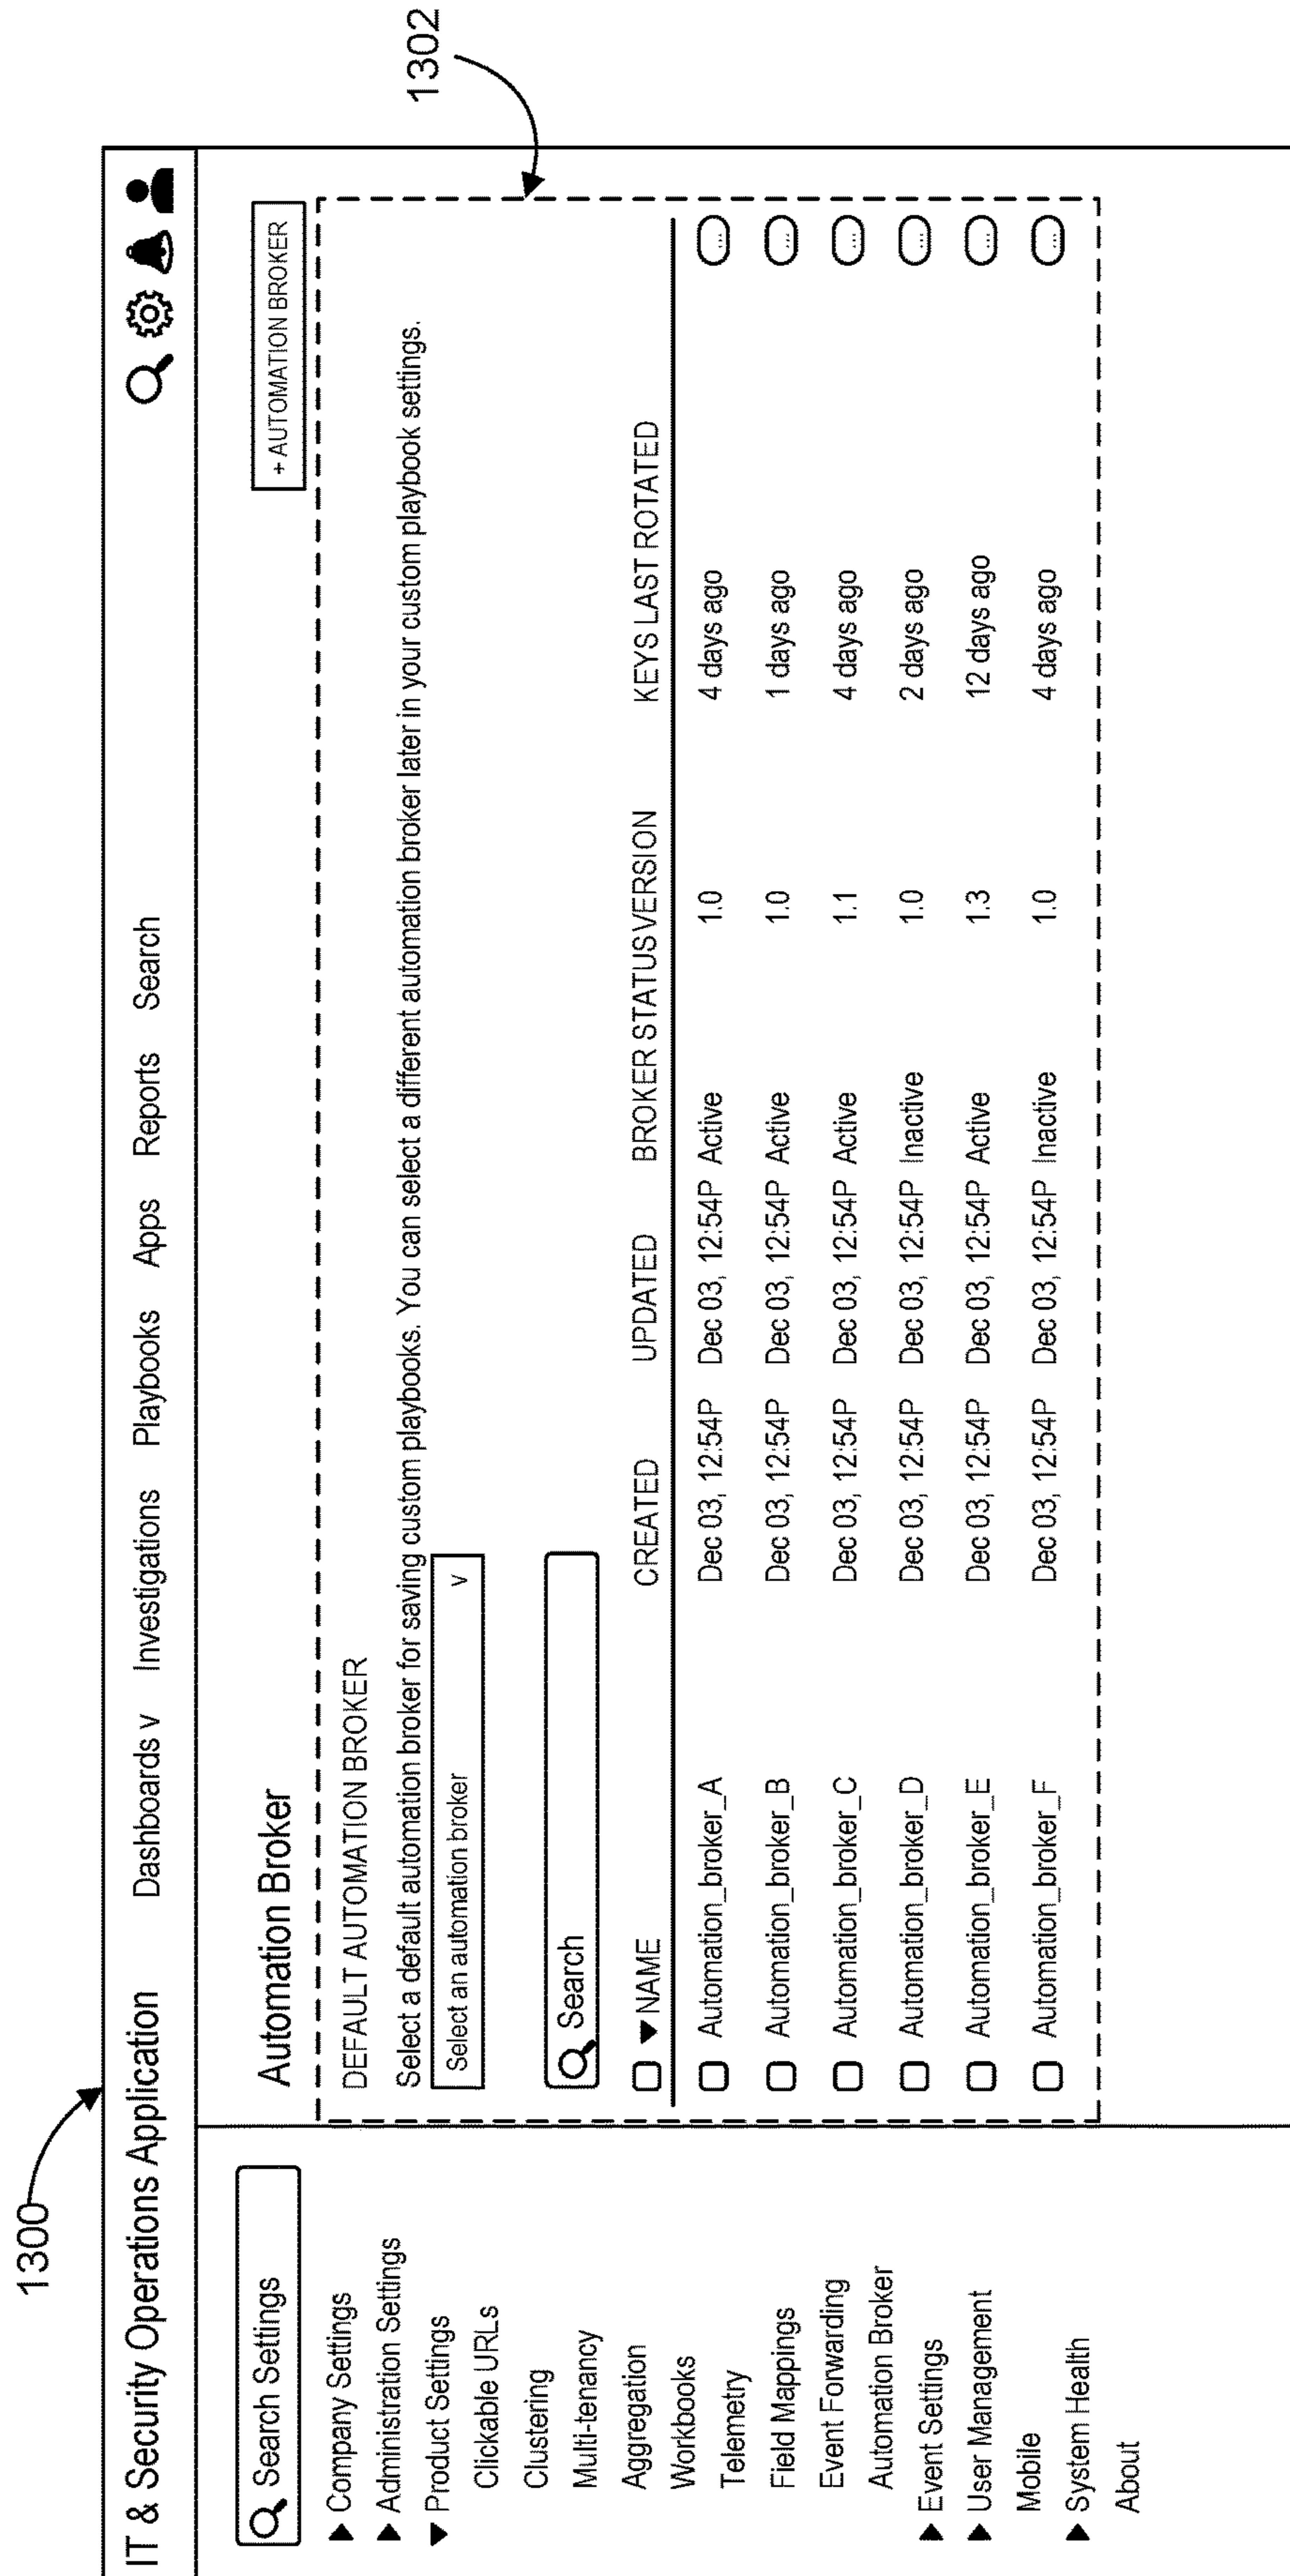 1300
1302
IT & Security Operations Application Dashboards v Investigations Playbooks Apps Reports Search
Search Settings
Company Settings
Administration Settings
Product Settings
Clickable URLs
Clustering
Multi-tenancy
Aggregation
Workbooks
Telemetry
Field Mappings
Event Forwarding
Automation Broker
Event Settings
User Management
Mobile
System Health
About
Automation Broker
+ AUTOMATION BROKER
DEFAULT AUTOMATION BROKER
Select a default automation broker for saving custom playbooks. You can select a different automation broker later in your custom playbook settings.
Select an automation broker v
Search
NAME CREATED UPDATED BROKER STATUS VERSION KEYS LAST ROTATED
Automation_broker_A Dec 03, 12:54P Dec 03, 12:54P Active 1.0 4 days ago ...
Automation_broker_B Dec 03, 12:54P Dec 03, 12:54P Active 1.0 1 days ago ...
Automation_broker_C Dec 03, 12:54P Dec 03, 12:54P Active 1.1 4 days ago ...
Automation_broker_D Dec 03, 12:54P Dec 03, 12:54P Inactive 1.0 2 days ago ...
Automation_broker_E Dec 03, 12:54P Dec 03, 12:54P Active 1.3 12 days ago ...
Automation_broker_F Dec 03, 12:54P Dec 03, 12:54P Inactive 1.0 4 days ago ...